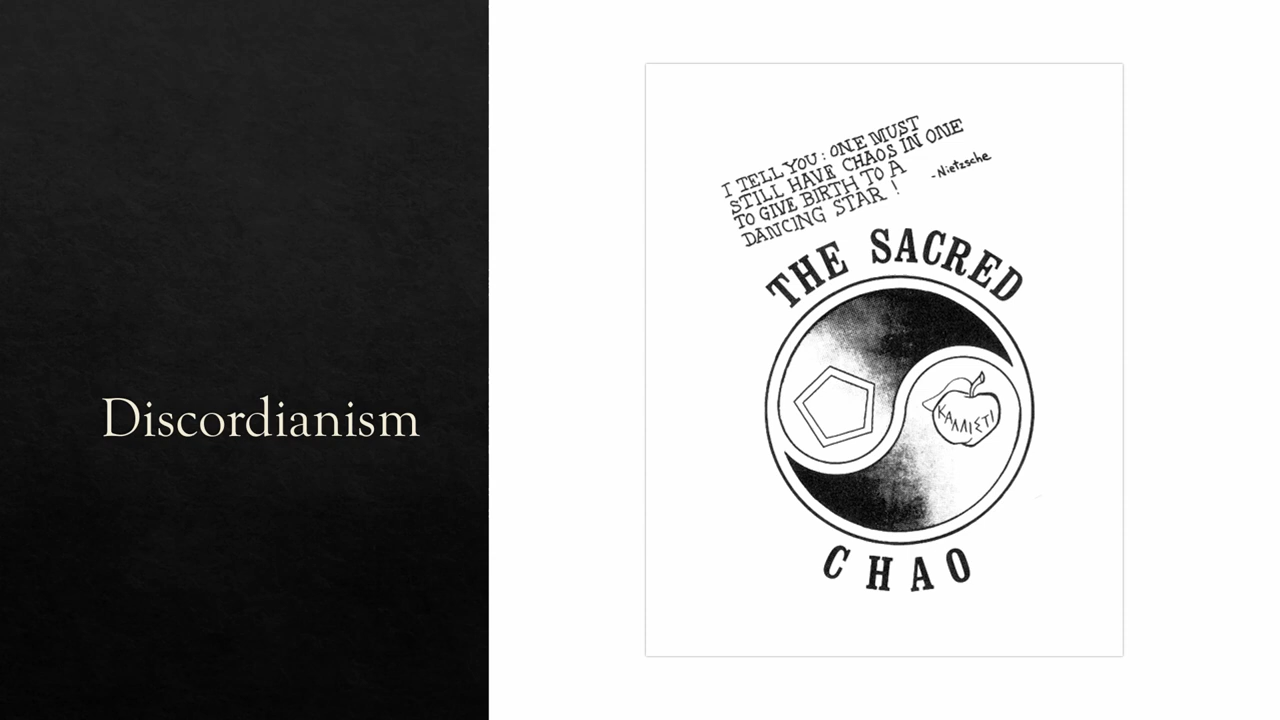 Discordianism
I TELL YOU: ONE MUST
STILL HAVE CHAOS IN ONE
TO GIVE BIRTH TO A
DANCING STAR!
-Nietzsche
THE SACRED
ΚΑΛΛΙΣΤΙ
CHAO